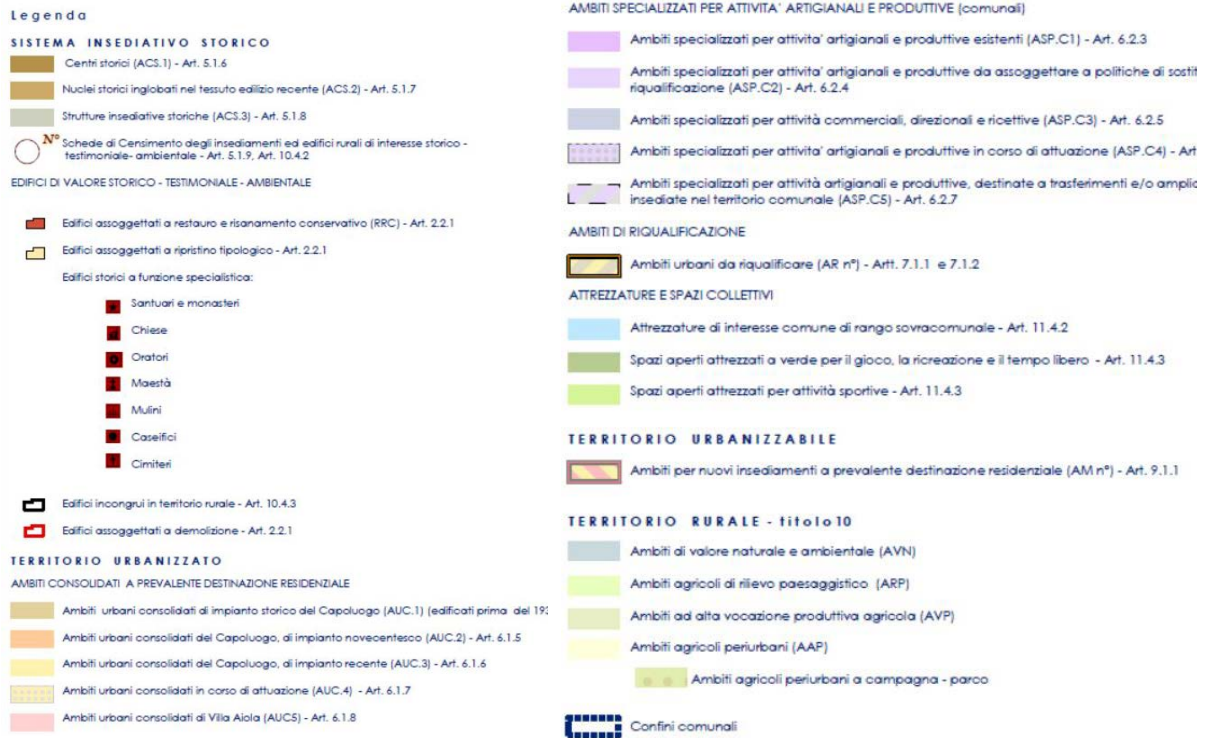 Legenda
SISTEMA INSEDIATIVO STORICO
Centri storici (ACS.1) - Art. 5.1.6
Nuclei storici inglobati nel tessuto edilizio recente (ACS.2) - Art. 5.1.7
Strutture insediative storiche (ACS.3) - Art. 5.1.8
N° Schede di Censimento degli insediamenti ed edifici rurali di interesse storico -
testimoniale- ambientale - Art. 5.1.9, Art. 10.4.2
EDIFICI DI VALORE STORICO - TESTIMONIALE - AMBIENTALE
Edifici assoggettati a restauro e risanamento conservativo (RRC) - Art. 2.2.1
Edifici assoggettati a ripristino tipologico - Art. 2.2.1
Edifici storici a funzione specialistica:
Santuari e monasteri
Chiese
Oratori
Maestà
Mulini
Caseifici
Cimiteri
Edifici incongrui in territorio rurale - Art. 10.4.3
Edifici assoggettati a demolizione - Art. 2.2.1
TERRITORIO URBANIZZATO
AMBITI CONSOLIDATI A PREVALENTE DESTINAZIONE RESIDENZIALE
Ambiti urbani consolidati di impianto storico del Capoluogo (AUC.1) (edificati prima del 193
Ambiti urbani consolidati del Capoluogo, di impianto novecentesco (AUC.2) - Art. 6.1.5
Ambiti urbani consolidati del Capoluogo, di impianto recente (AUC.3) - Art. 6.1.6
Ambiti urbani consolidati in corso di attuazione (AUC.4) - Art. 6.1.7
Ambiti urbani consolidati di Villa Aiola (AUC5) - Art. 6.1.8
AMBITI SPECIALIZZATI PER ATTIVITA' ARTIGIANALI E PRODUTTIVE (comunali)
Ambiti specializzati per attivita' artigianali e produttive esistenti (ASP.C1) - Art. 6.2.3
Ambiti specializzati per attivita' artigianali e produttive da assoggettare a politiche di sostit
riqualificazione (ASP.C2) - Art. 6.2.4
Ambiti specializzati per attività commerciali, direzionali e ricettive (ASP.C3) - Art. 6.2.5
Ambiti specializzati per attivita' artigianali e produttive in corso di attuazione (ASP.C4) - Art
Ambiti specializzati per attività artigianali e produttive, destinate a trasferimenti e/o amplic
insediate nel territorio comunale (ASP.C5) - Art. 6.2.7
AMBITI DI RIQUALIFICAZIONE
Ambiti urbani da riqualificare (AR n°) - Artt. 7.1.1 e 7.1.2
ATTREZZATURE E SPAZI COLLETTIVI
Attrezzature di interesse comune di rango sovracomunale - Art. 11.4.2
Spazi aperti attrezzati a verde per il gioco, la ricreazione e il tempo libero - Art. 11.4.3
Spazi aperti attrezzati per attività sportive - Art. 11.4.3
TERRITORIO URBANIZZABILE
Ambiti per nuovi insediamenti a prevalente destinazione residenziale (AM n°) - Art. 9.1.1
TERRITORIO RURALE - titolo 10
Ambiti di valore naturale e ambientale (AVN)
Ambiti agricoli di rilievo paesaggistico (ARP)
Ambiti ad alta vocazione produttiva agricola (AVP)
Ambiti agricoli periurbani (AAP)
Ambiti agricoli periurbani a campagna - parco
Confini comunali